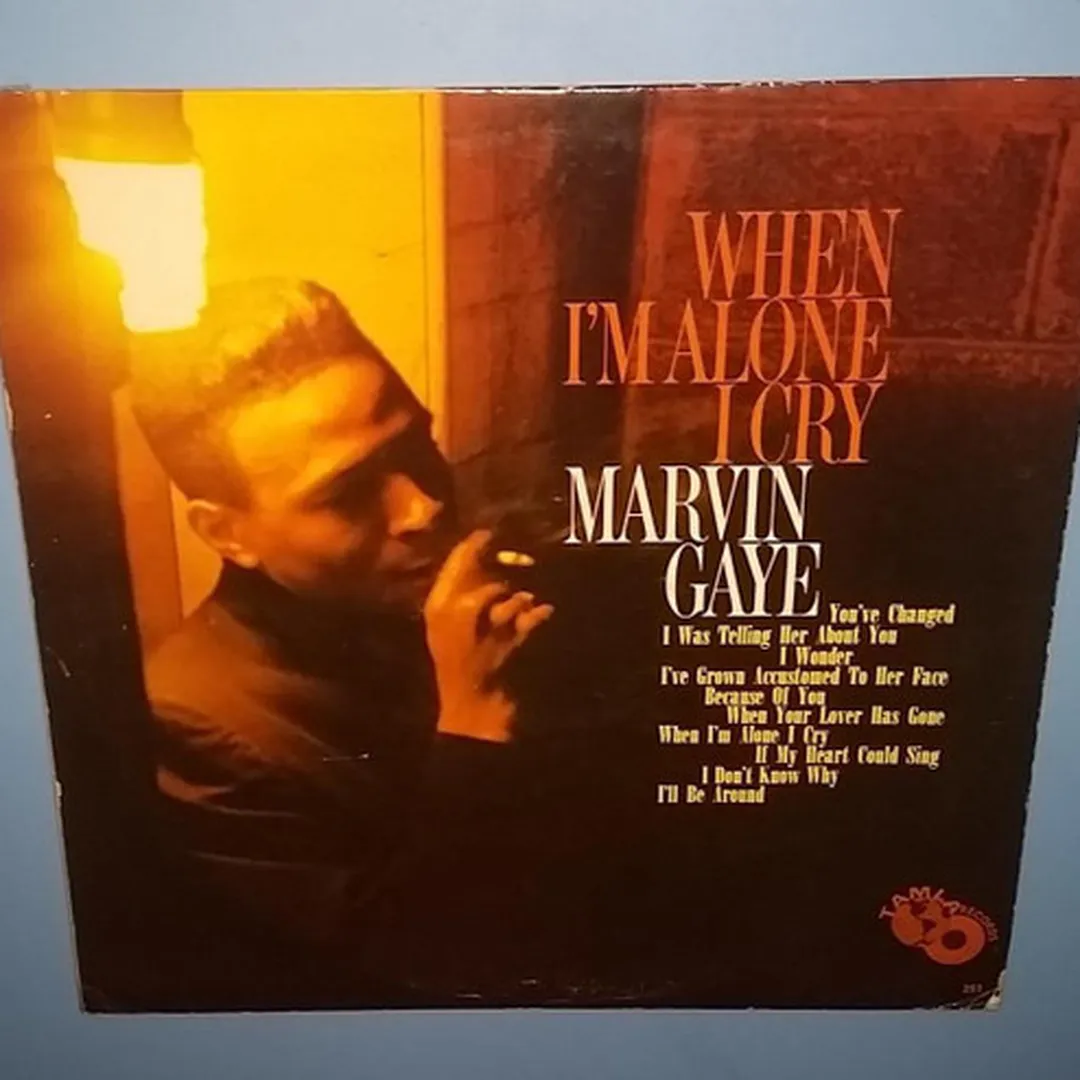 WHEN
I'M ALONE
I CRY
MARVIN
GAYE
You've Changed
I Was Telling Her About You
I Wonder
I've Grown Accustomed To Her Face
Because Of You
When Your Lover Has Gone
When I'm Alone I Cry
If My Heart Could Sing
I Don't Know Why
I'll Be Around
TAMLA RECORDS
251